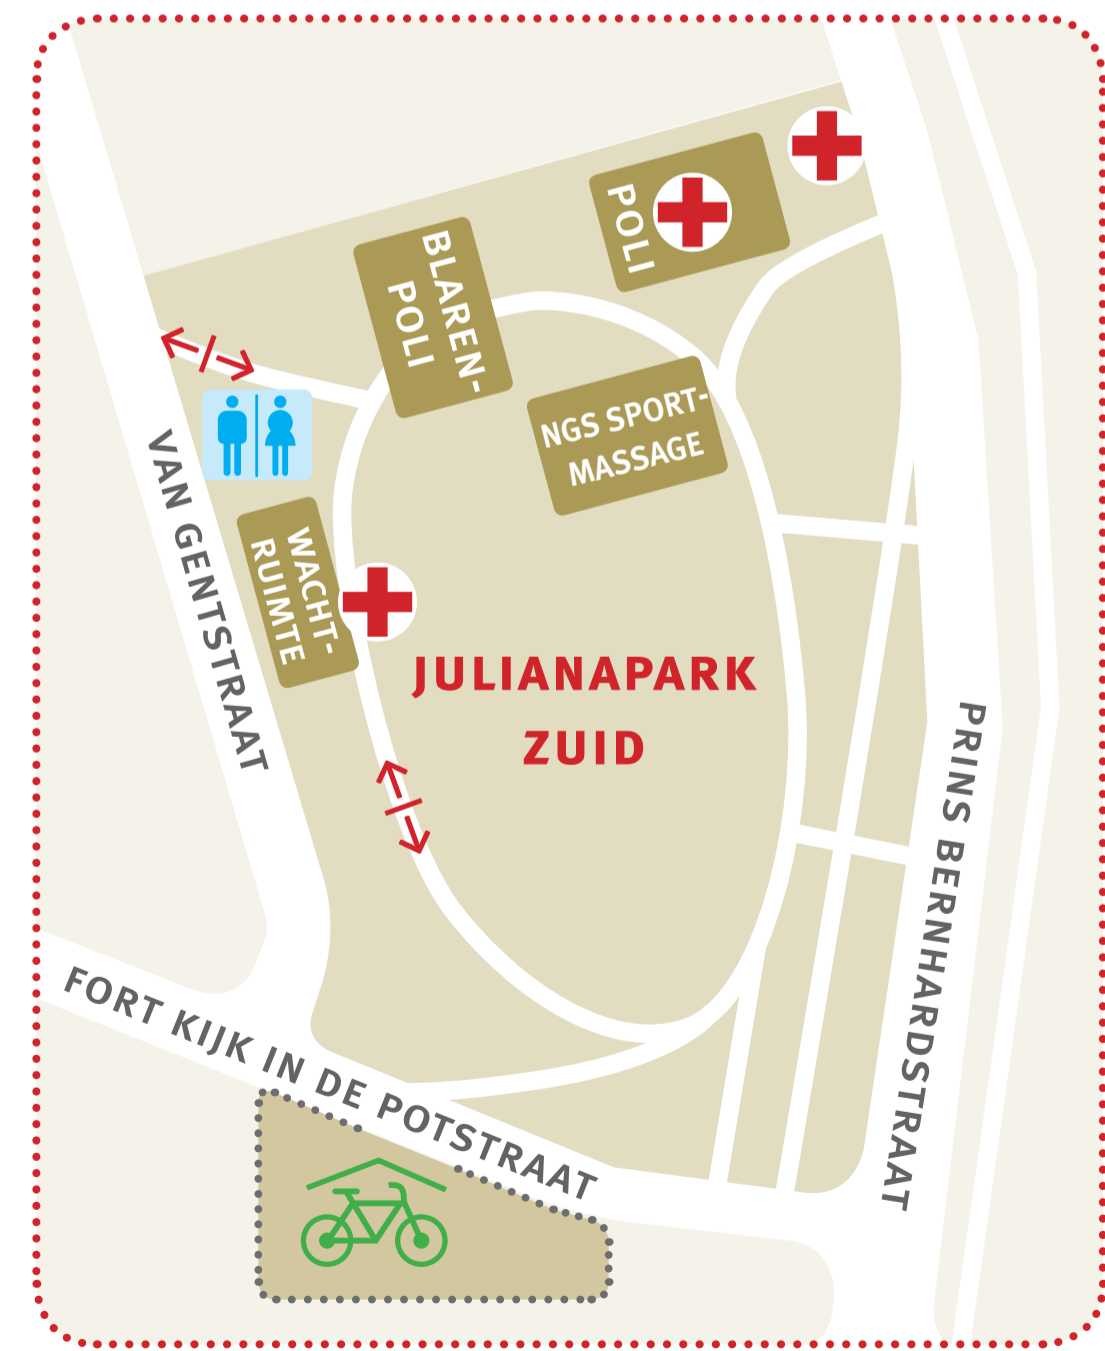 POLI
BLAREN-
POLI
NGS SPORT-
MASSAGE
WACHT-
RUIMTE
VAN GENTSTRAAT
JULIANAPARK
ZUID
PRINS BERNHARDSTRAAT
FORT KIJK IN DE POTSTRAAT